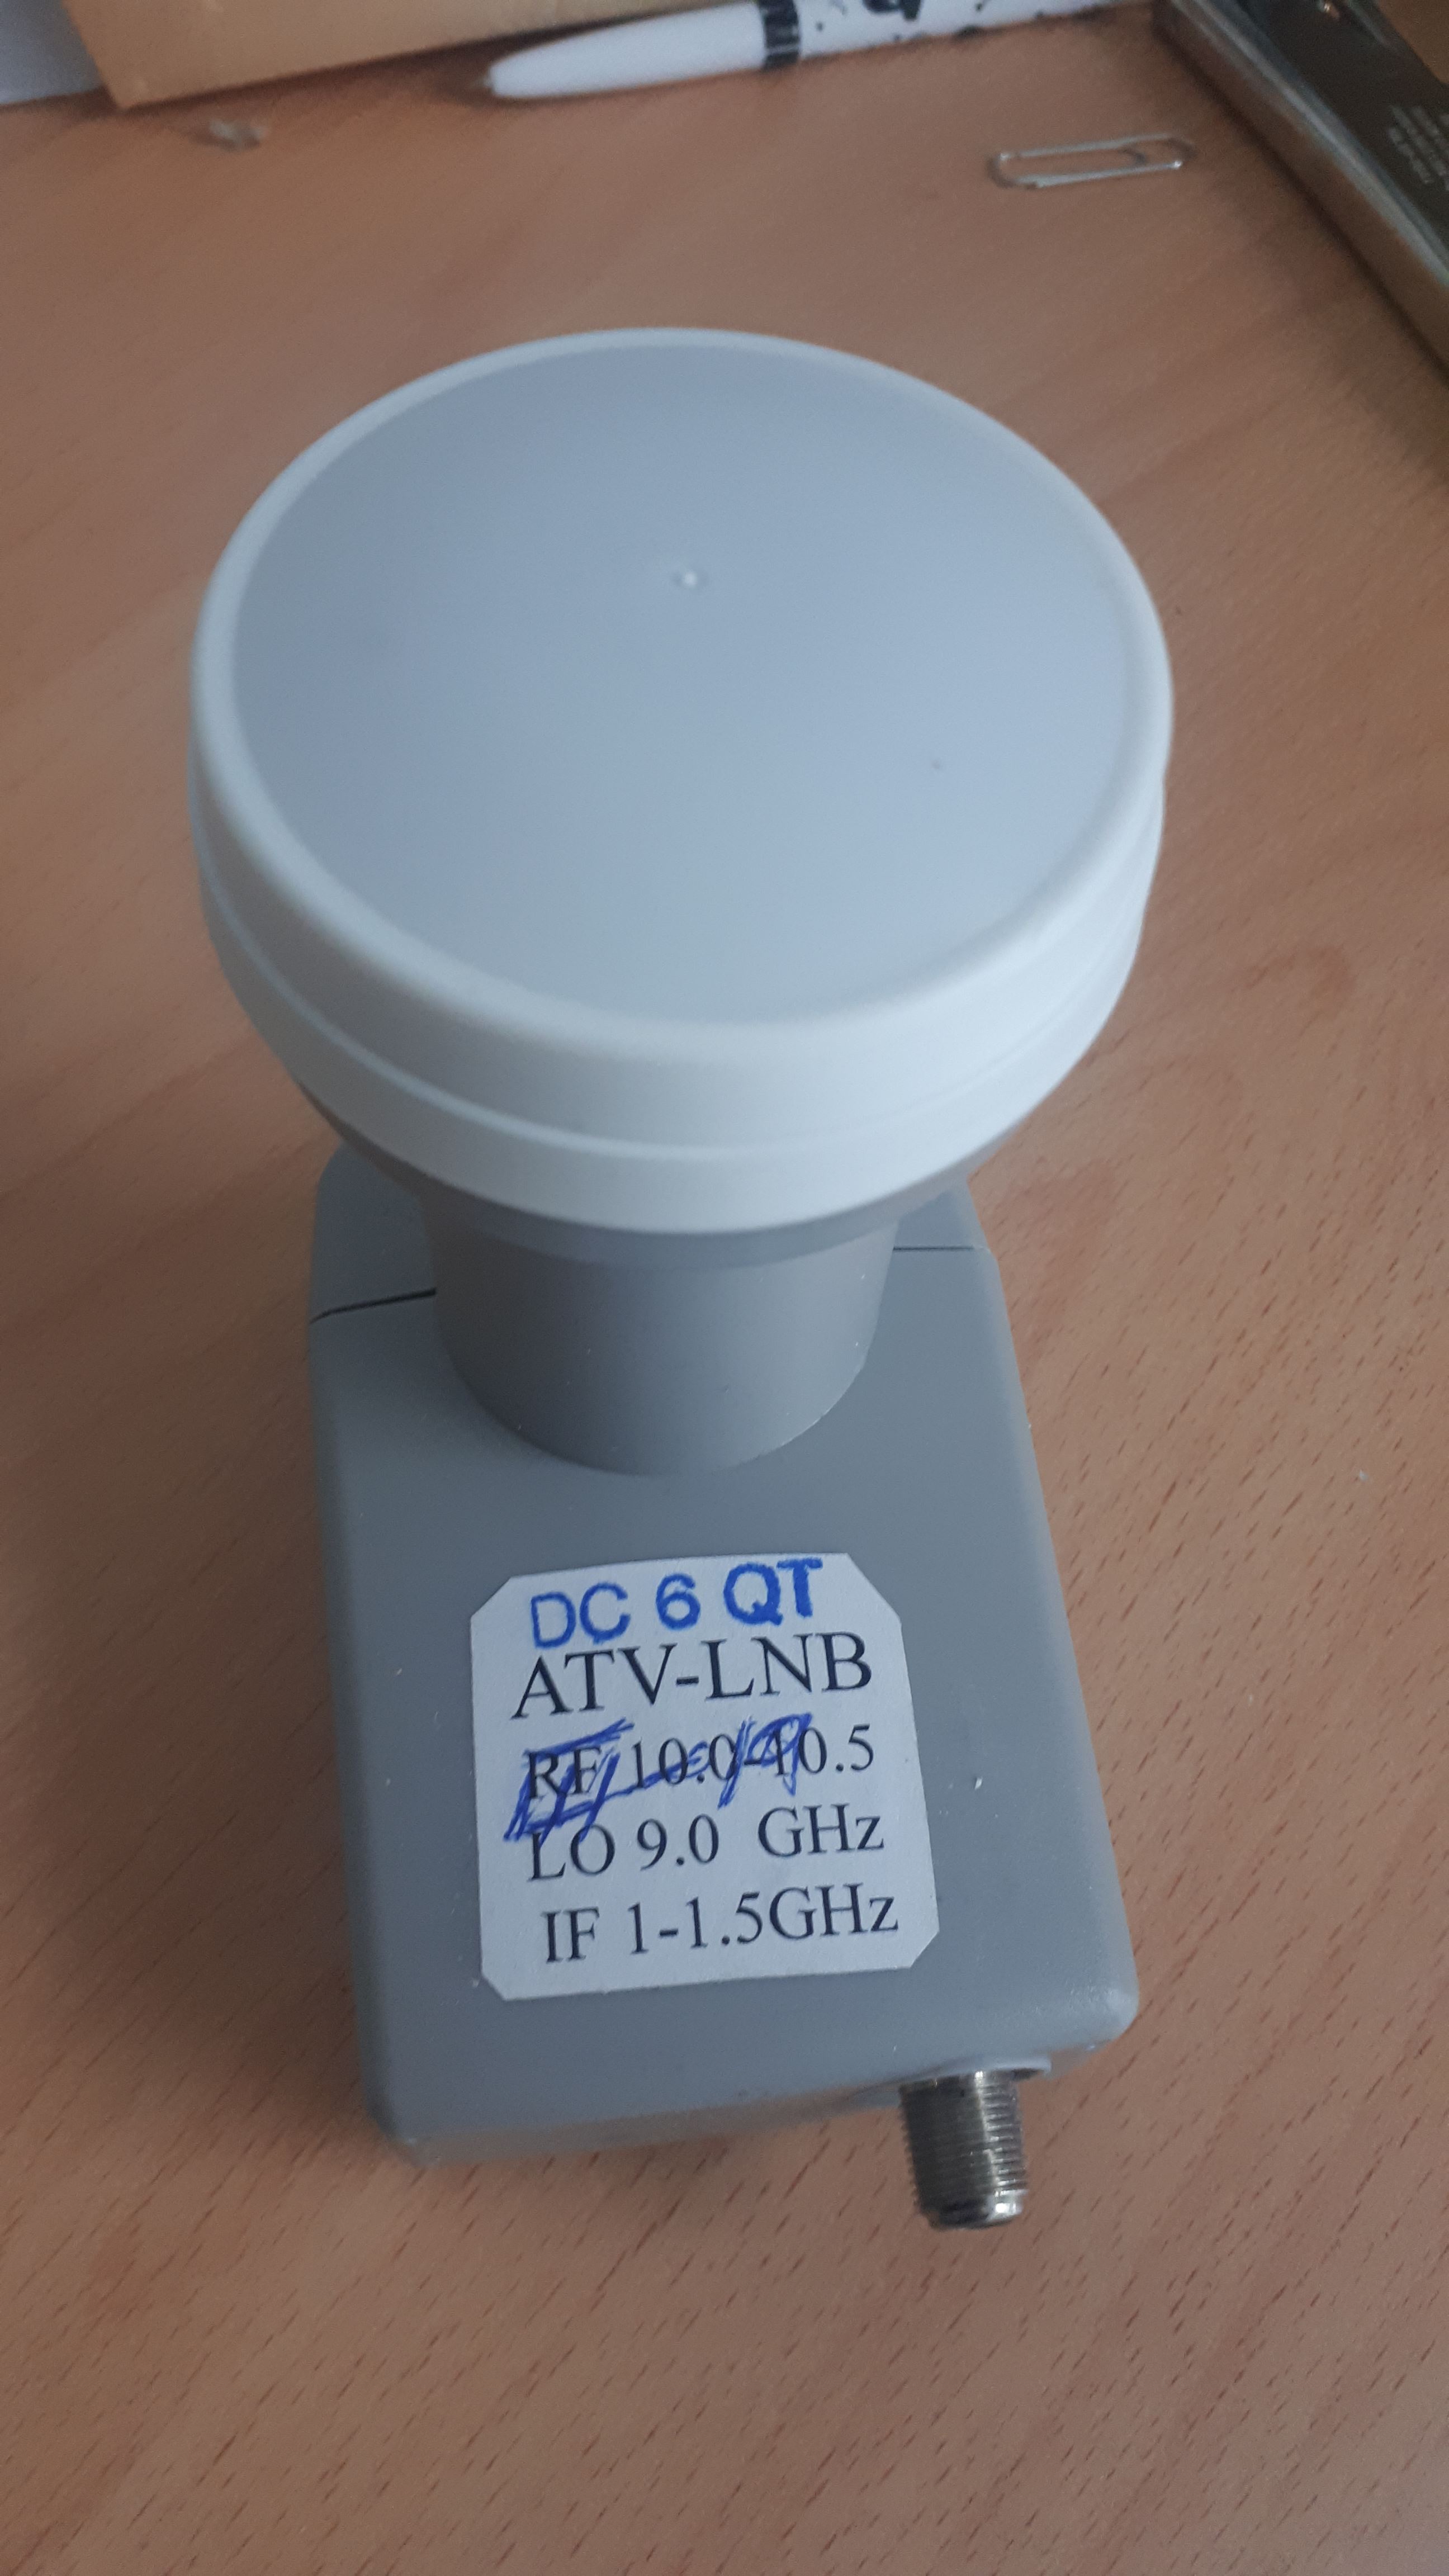 DC 6 QT
ATV-LNB
RF 10.0-10.5
LO 9.0 GHz
IF 1-1.5GHz